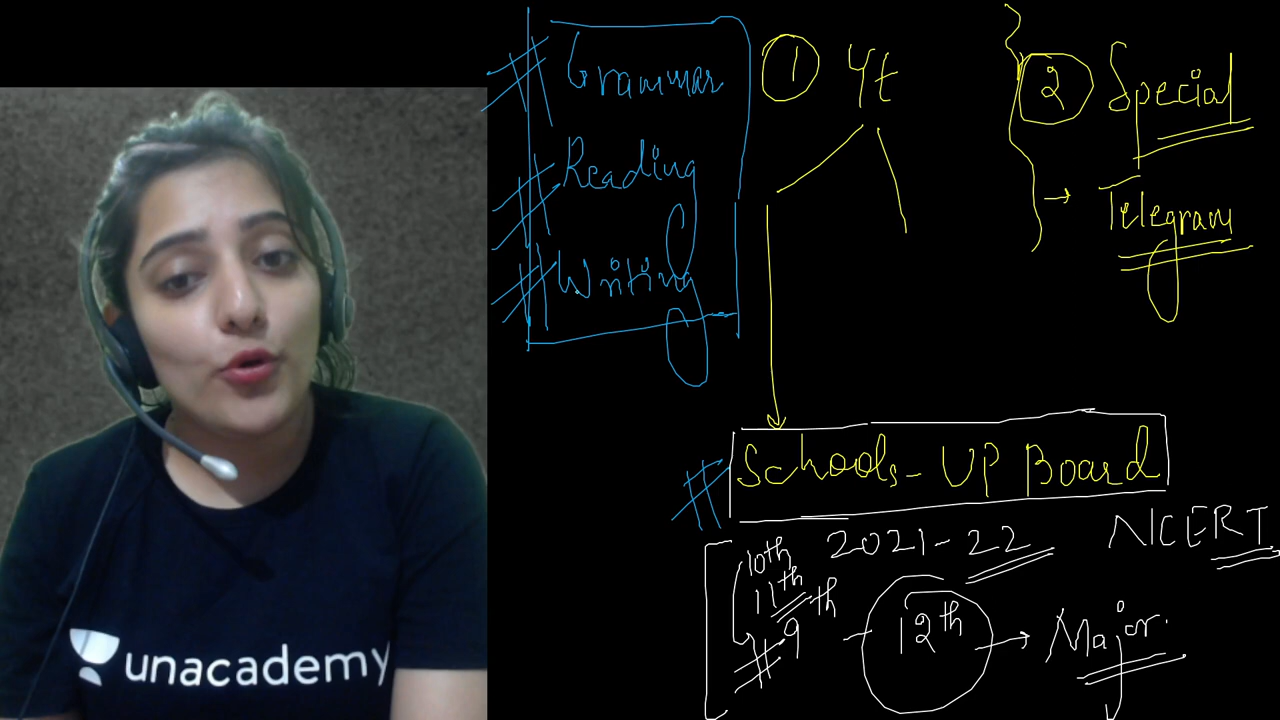 # Grammar
# Reading
# Writing
1 Yt
2 Special
→ Telegram
# Schools - UP Board
2021-22 NCERT
10th
11th
# 9th - 12th → Major.
unacademy